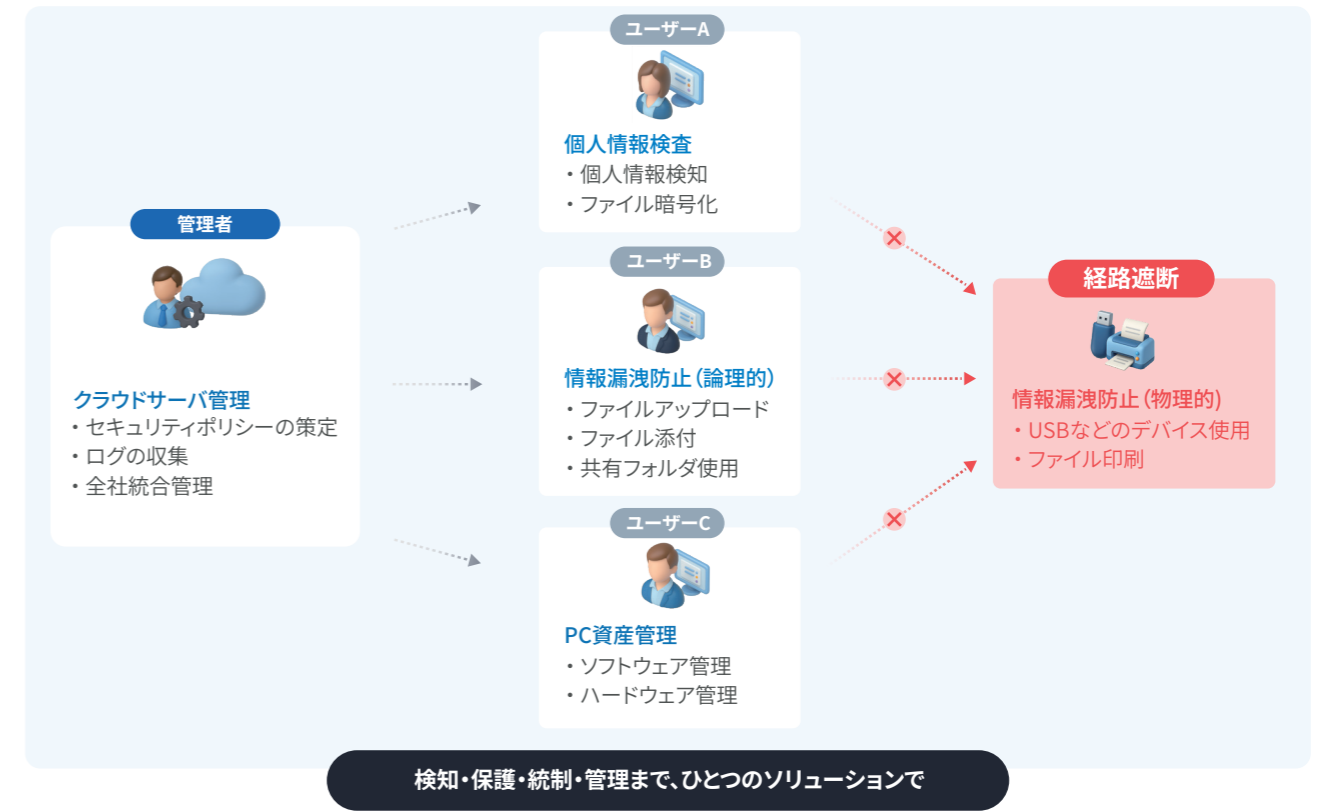 管理者
クラウドサーバ管理
・セキュリティポリシーの策定
・ログの収集
・全社統合管理
ユーザーA
個人情報検査
・個人情報検知
・ファイル暗号化
ユーザーB
情報漏洩防止（論理的）
・ファイルアップロード
・ファイル添付
・共有フォルダ使用
ユーザーC
PC資産管理
・ソフトウェア管理
・ハードウェア管理
経路遮断
情報漏洩防止（物理的)
・USBなどのデバイス使用
・ファイル印刷
検知・保護・統制・管理まで、ひとつのソリューションで